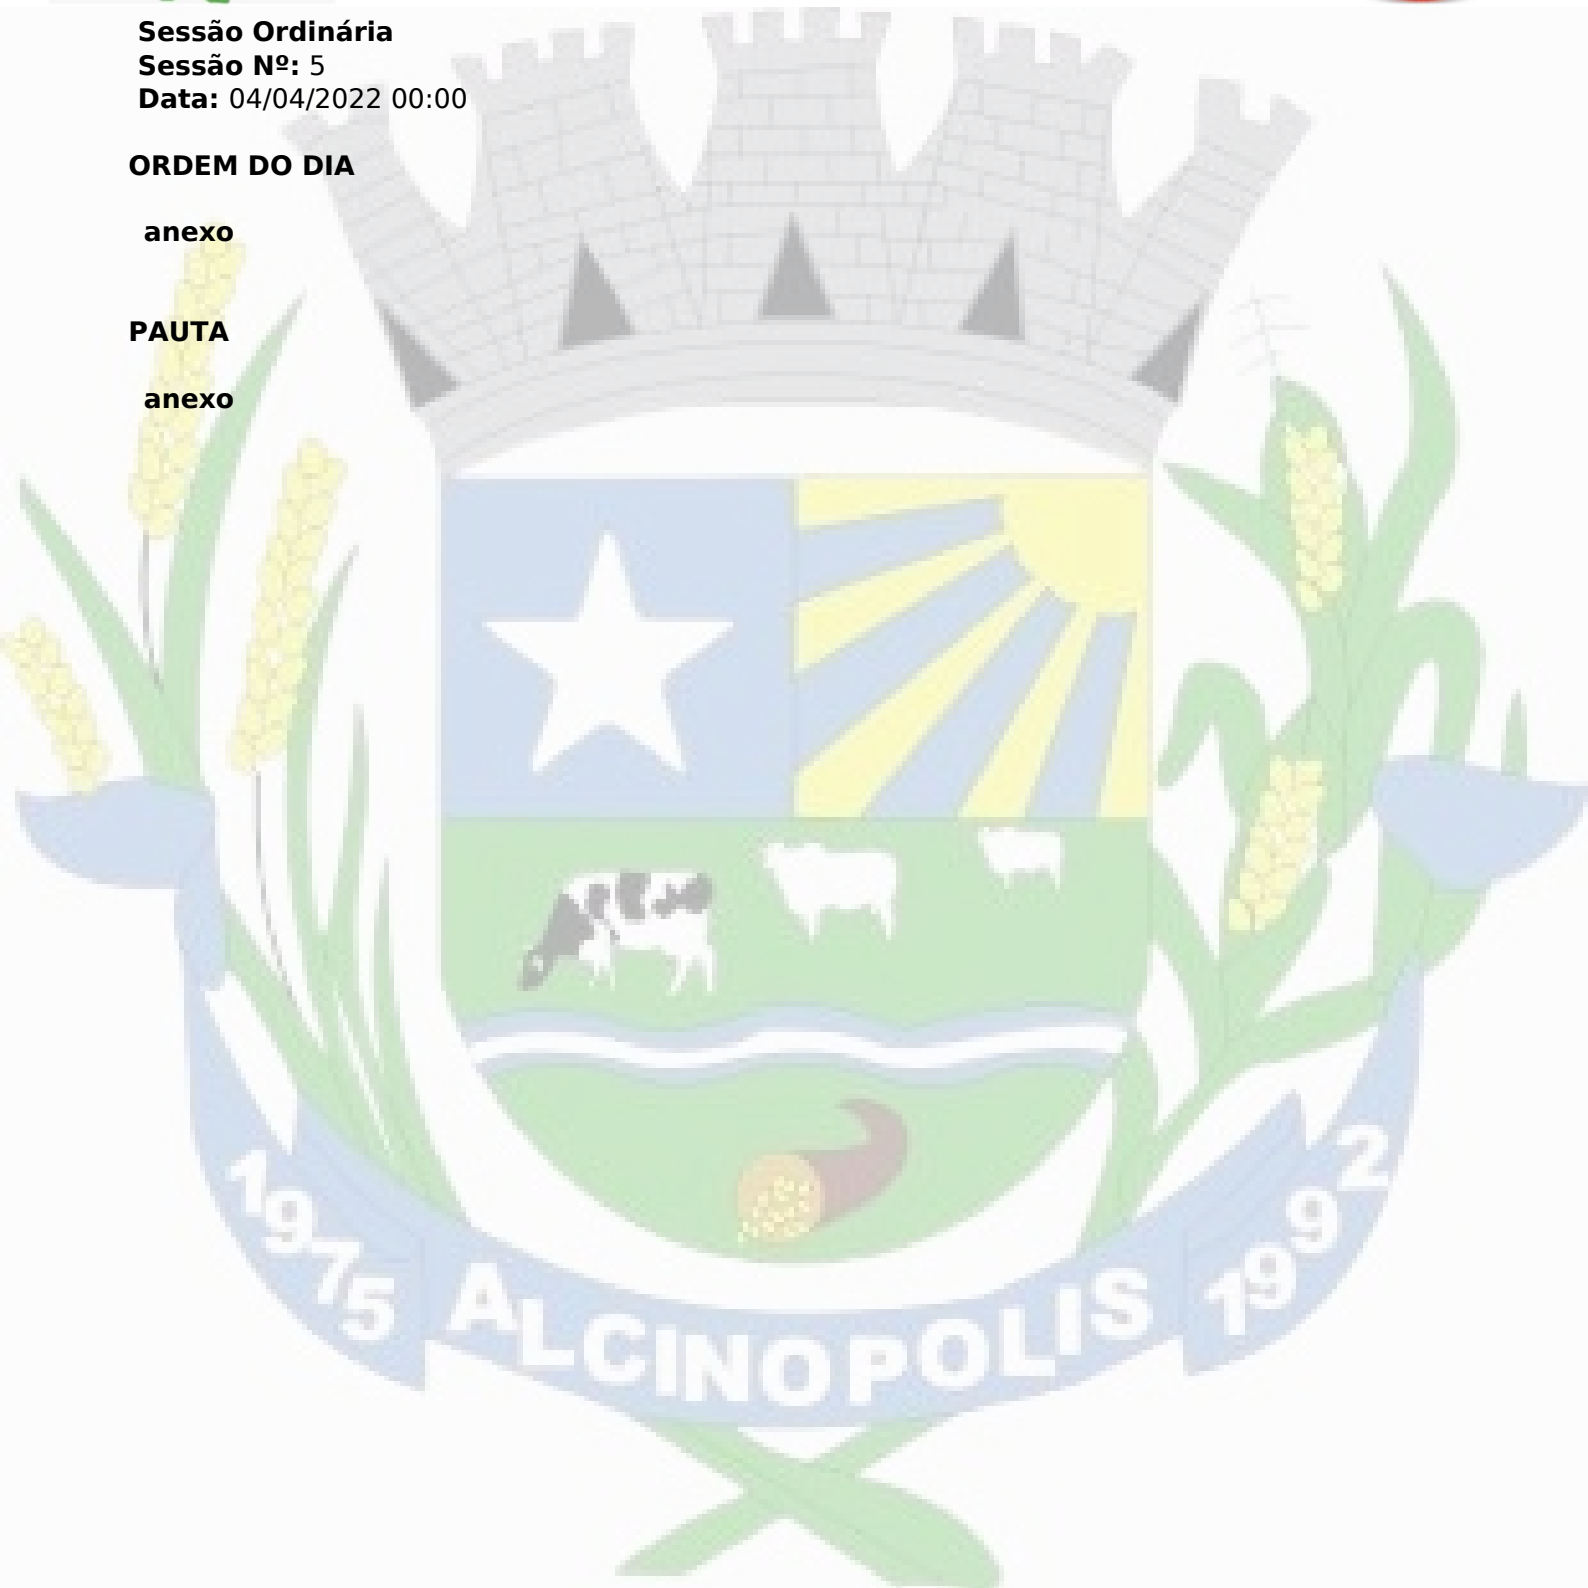 Sessão Ordinária
Sessão Nº: 5
Data: 04/04/2022 00:00
ORDEM DO DIA
anexo
PAUTA
anexo
1975 ALCINOPOLIS 1992